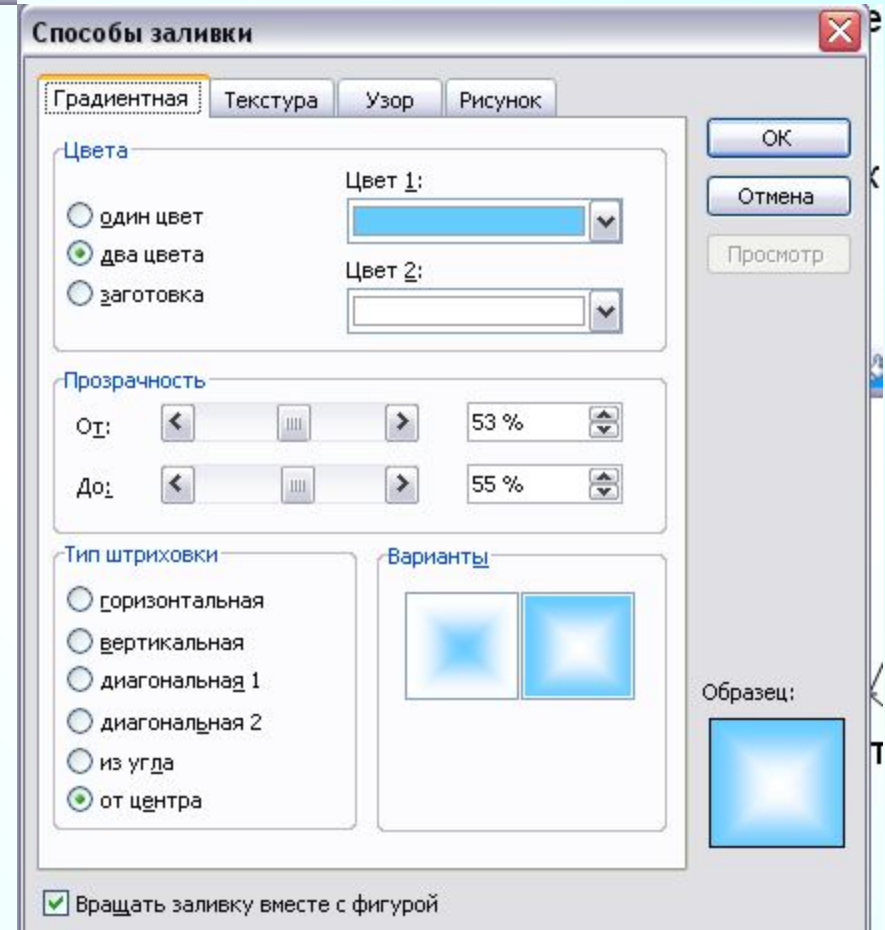 Способы заливки
Градиентная Текстура Узор Рисунок
Цвета
один цвет
два цвета
заготовка
Цвет 1:
Цвет 2:
ОК
Отмена
Просмотр
Прозрачность
От: 53 %
До: 55 %
Тип штриховки
горизонтальная
вертикальная
диагональная 1
диагональная 2
из угла
от центра
Варианты
Образец:
Вращать заливку вместе с фигурой